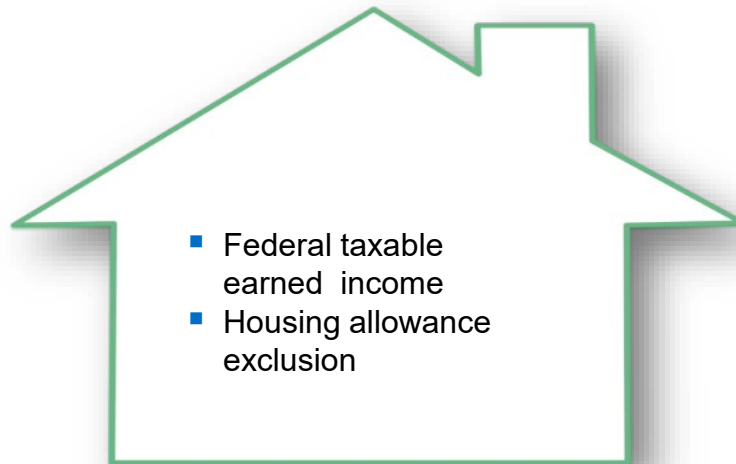 ▪ Federal taxable
earned  income
▪ Housing allowance
exclusion